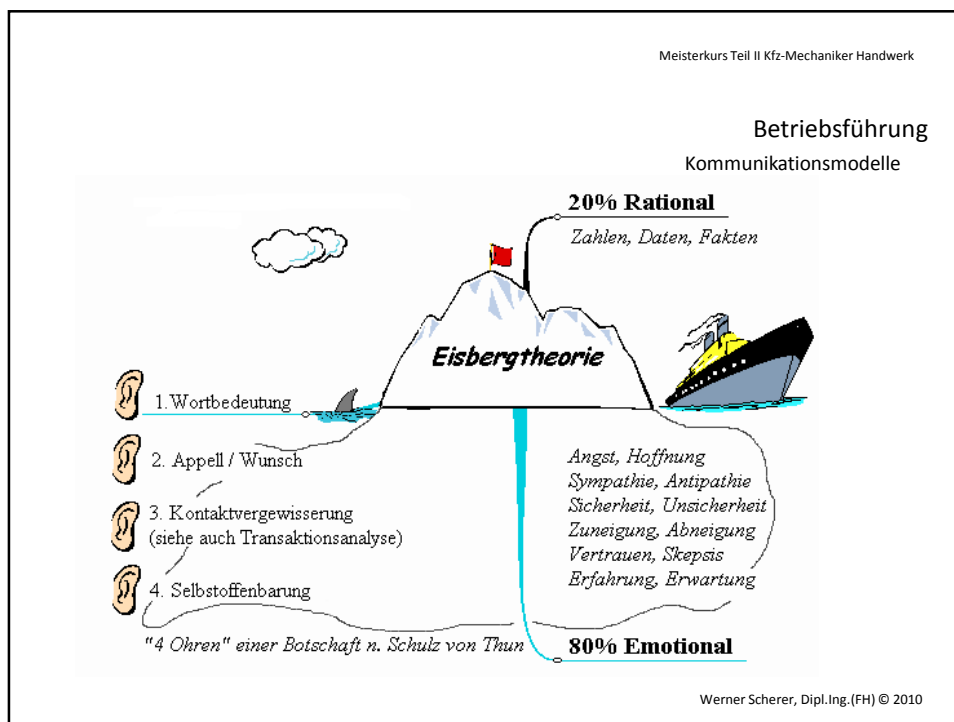 Meisterkurs Teil II Kfz-Mechaniker Handwerk
Betriebsführung
Kommunikationsmodelle
20% Rational
Zahlen, Daten, Fakten
Eisbergtheorie
1.Wortbedeutung
2. Appell / Wunsch
3. Kontaktvergewisserung
(siehe auch Transaktionsanalyse)
4. Selbstoffenbarung
"4 Ohren" einer Botschaft n. Schulz von Thun
Angst, Hoffnung
Sympathie, Antipathie
Sicherheit, Unsicherheit
Zuneigung, Abneigung
Vertrauen, Skepsis
Erfahrung, Erwartung
80% Emotional
Werner Scherer, Dipl.Ing.(FH) © 2010